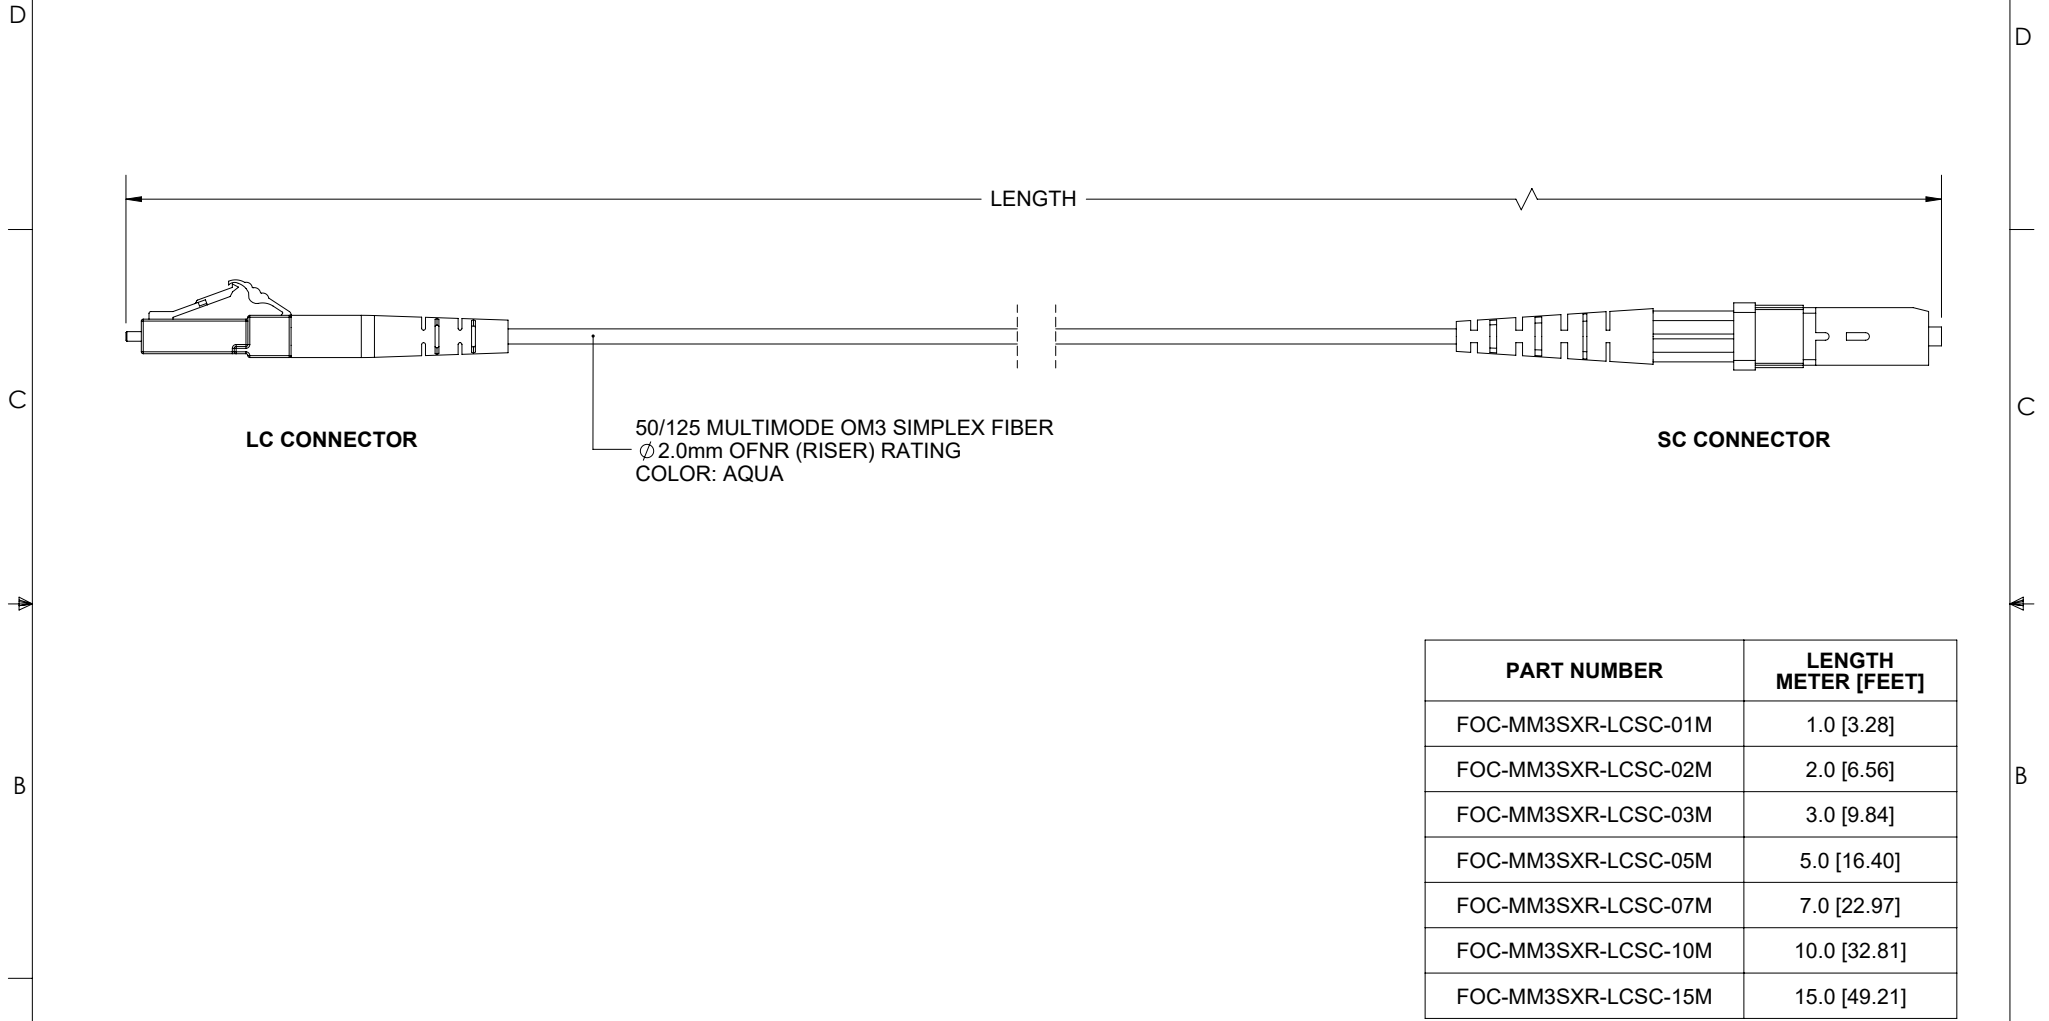 D
D
LENGTH
C
C
LC CONNECTOR
50/125 MULTIMODE OM3 SIMPLEX FIBER
∅2.0mm OFNR (RISER) RATING
COLOR: AQUA
SC CONNECTOR
PART NUMBER
LENGTH
METER [FEET]
FOC-MM3SXR-LCSC-01M 1.0 [3.28]
FOC-MM3SXR-LCSC-02M 2.0 [6.56]
B
B
FOC-MM3SXR-LCSC-03M 3.0 [9.84]
FOC-MM3SXR-LCSC-05M 5.0 [16.40]
FOC-MM3SXR-LCSC-07M 7.0 [22.97]
FOC-MM3SXR-LCSC-10M 10.0 [32.81]
FOC-MM3SXR-LCSC-15M 15.0 [49.21]